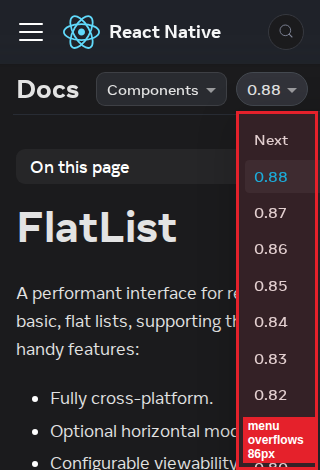 React Native
Docs
Components
0.88
Next
0.88
0.87
0.86
0.85
0.84
0.83
0.82
menu
overflows
86px
0.80
On this page
FlatList
A performant interface for re
basic, flat lists, supporting th
handy features:
Fully cross-platform.
Optional horizontal mod
Configurable viewability